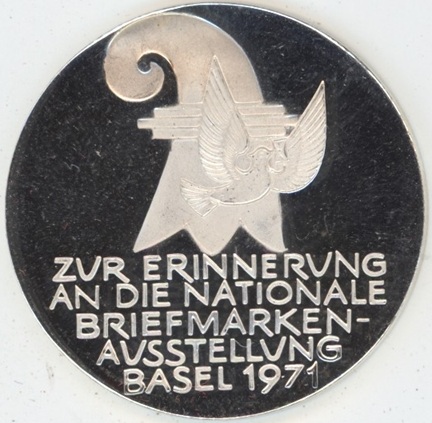 ZUR ERINNERUNG
AN DIE NATIONALE
BRIEFMARKEN-
AUSSTELLUNG
BASEL 1971